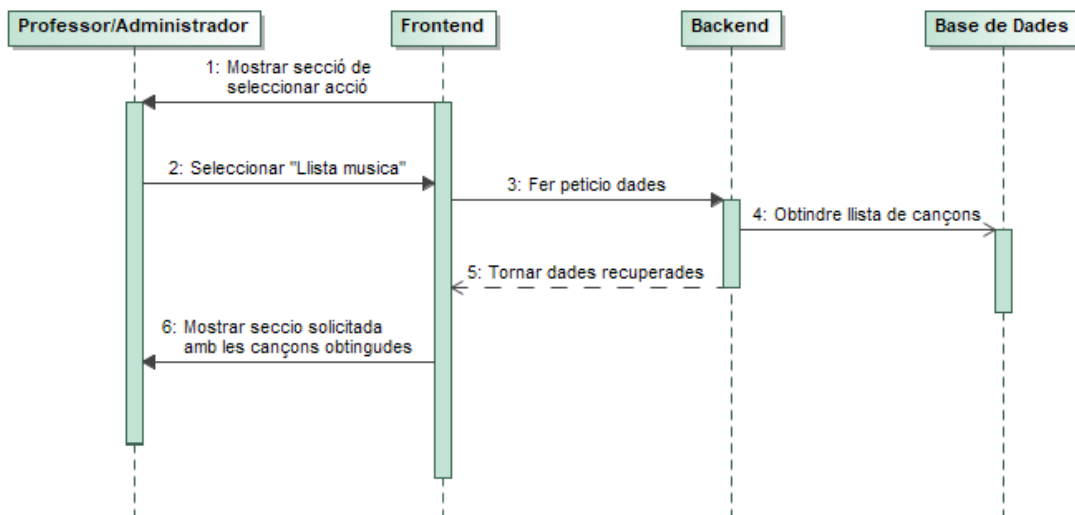 Professor/Administrador
Frontend
Backend
Base de Dades
1: Mostrar secció de
seleccionar acció
2: Seleccionar "Llista musica"
3: Fer peticio dades
4: Obtindre llista de cançons
5: Tornar dades recuperades
6: Mostrar seccio solicitada
amb les cançons obtingudes